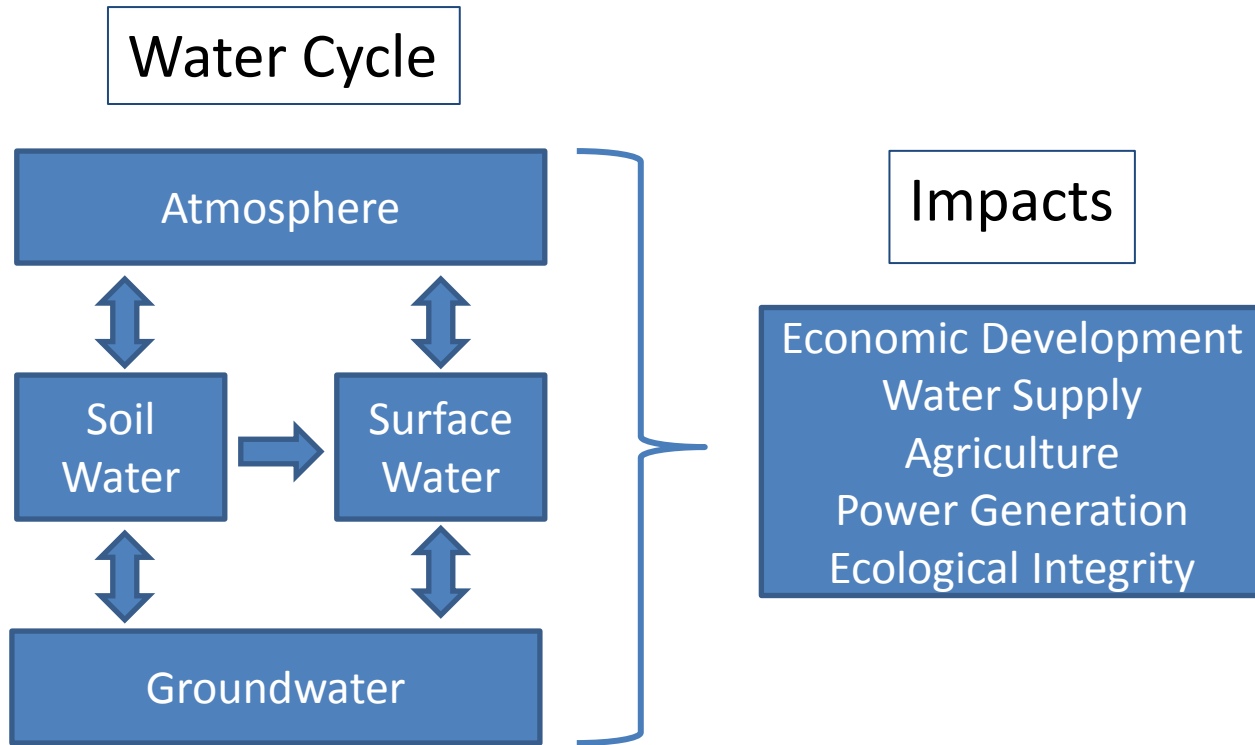 Water Cycle
Atmosphere
Soil
Water
Surface
Water
Groundwater
Impacts
Economic Development
Water Supply
Agriculture
Power Generation
Ecological Integrity